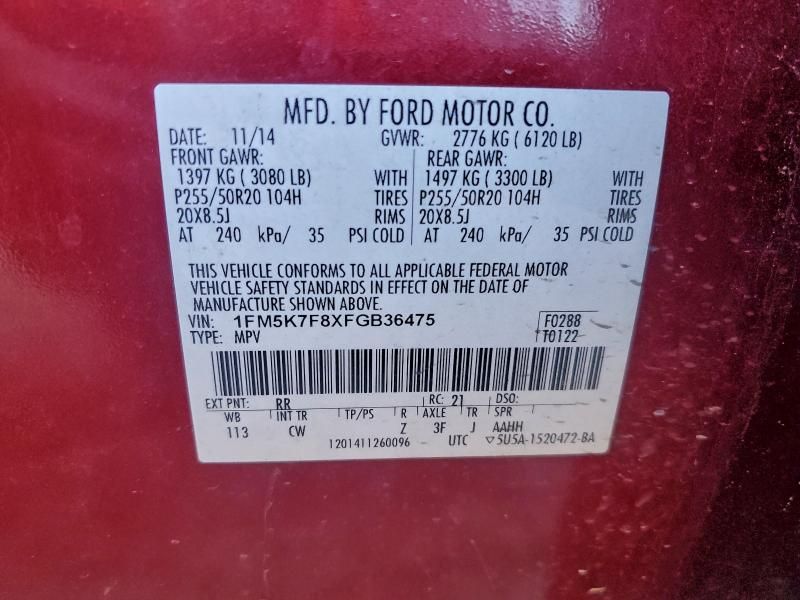 MFD. BY FORD MOTOR CO.
DATE: 11/14 GVWR: 2776 KG ( 6120 LB)
FRONT GAWR: REAR GAWR:
1397 KG ( 3080 LB) WITH 1497 KG ( 3300 LB) WITH
P255/50R20 104H TIRES P255/50R20 104H TIRES
20X8.5J RIMS 20X8.5J RIMS
AT 240 kPa/ 35 PSI COLD AT 240 kPa/ 35 PSI COLD
THIS VEHICLE CONFORMS TO ALL APPLICABLE FEDERAL MOTOR
VEHICLE SAFETY STANDARDS IN EFFECT ON THE DATE OF
MANUFACTURE SHOWN ABOVE.
VIN: 1FM5K7F8XFGB36475 F0288
TYPE: MPV T0122
EXT PNT: RR RC: 21 DSO:
WB INT TR TP/PS R AXLE TR SPR
113 CW Z 3F J AAHH
1201411260096 UTC ▽5U5A-1520472-BA